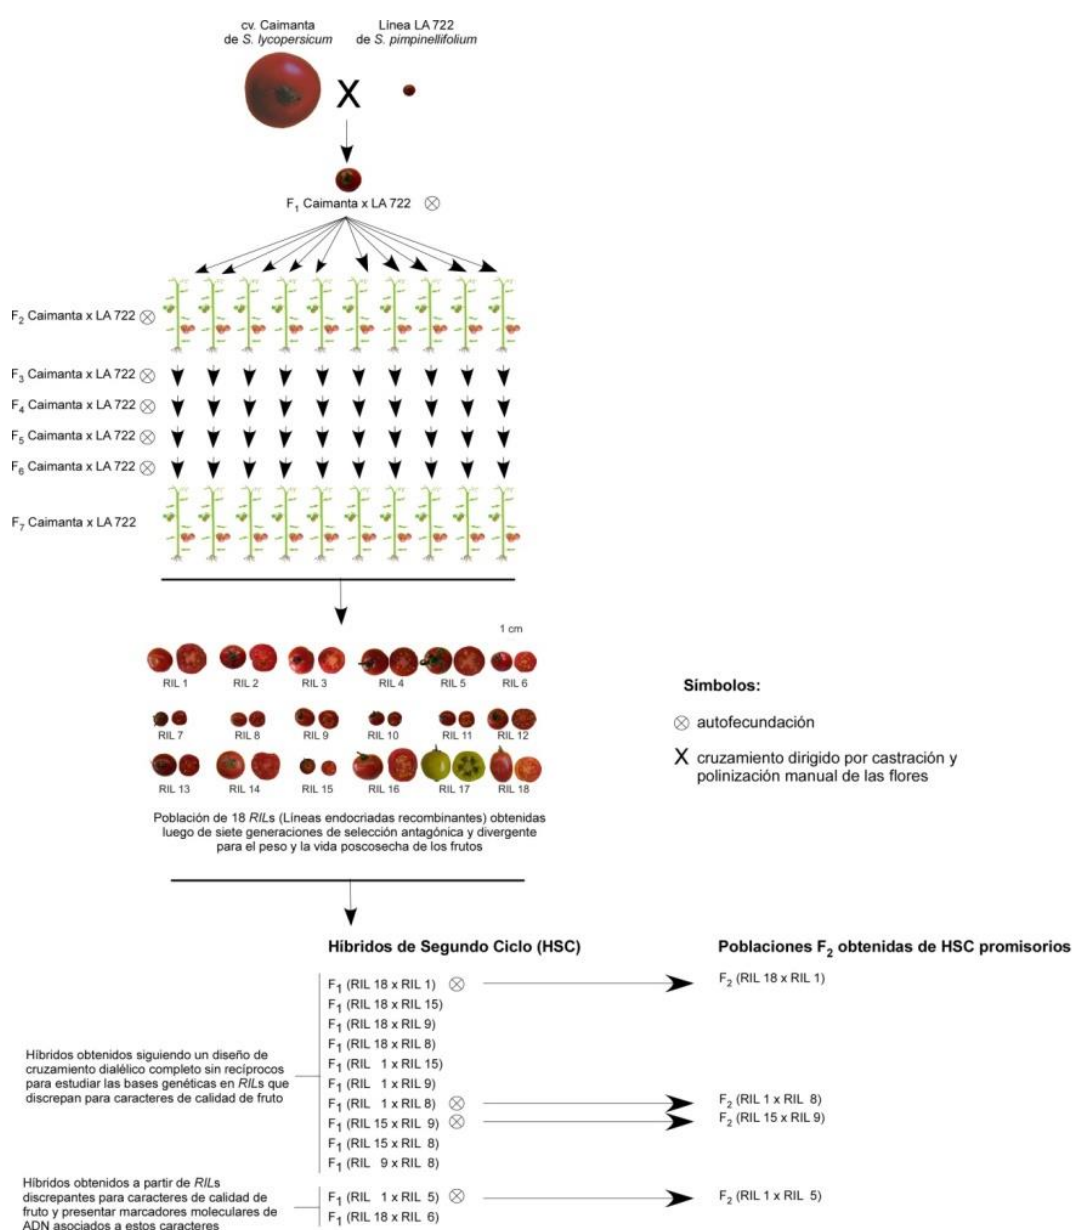 cv. Caimanta
de S. lycopersicum
Línea LA 722
de S. pimpinellifolium
X
F1 Caimanta x LA 722 ⊗
F2 Caimanta x LA 722 ⊗
F3 Caimanta x LA 722 ⊗
F4 Caimanta x LA 722 ⊗
F5 Caimanta x LA 722 ⊗
F6 Caimanta x LA 722 ⊗
F7 Caimanta x LA 722
1 cm
RIL 1 RIL 2 RIL 3 RIL 4 RIL 5 RIL 6
RIL 7 RIL 8 RIL 9 RIL 10 RIL 11 RIL 12
RIL 13 RIL 14 RIL 15 RIL 16 RIL 17 RIL 18
Población de 18 RILs (Líneas endocriadas recombinantes) obtenidas
luego de siete generaciones de selección antagónica y divergente
para el peso y la vida poscosecha de los frutos
Símbolos:
⊗ autofecundación
X cruzamiento dirigido por castración y
polinización manual de las flores
Híbridos de Segundo Ciclo (HSC)
Poblaciones F2 obtenidas de HSC promisorios
Híbridos obtenidos siguiendo un diseño de
cruzamiento dialélico completo sin recíprocos
para estudiar las bases genéticas en RILs que
discrepan para caracteres de calidad de fruto
F1 (RIL 18 x RIL 1) ⊗
F1 (RIL 18 x RIL 15)
F1 (RIL 18 x RIL 9)
F1 (RIL 18 x RIL 8)
F1 (RIL 1 x RIL 15)
F1 (RIL 1 x RIL 9)
F1 (RIL 1 x RIL 8) ⊗
F1 (RIL 15 x RIL 9) ⊗
F1 (RIL 15 x RIL 8)
F1 (RIL 9 x RIL 8)
F2 (RIL 18 x RIL 1)
F2 (RIL 1 x RIL 8)
F2 (RIL 15 x RIL 9)
Híbridos obtenidos a partir de RILs
discrepantes para caracteres de calidad de
fruto y presentar marcadores moleculares de
ADN asociados a estos caracteres
F1 (RIL 1 x RIL 5) ⊗
F1 (RIL 18 x RIL 6)
F2 (RIL 1 x RIL 5)